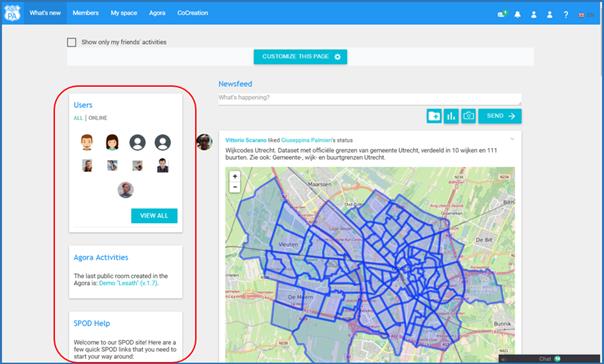 PA
What's new
Members
My space
Agora
CoCreation
?
EN
Show only my friends' activities
CUSTOMIZE THIS PAGE
Users
ALL | ONLINE
VIEW ALL
Agora Activities
The last public room created in
the Agora is: Demo "Lesath" (v 1.7).
SPOD Help
Welcome to our SPOD site! Here are a
few quick SPOD links that you need to
start your way around:
Newsfeed
What's happening?
SEND
Vittorio Scarano liked Giuseppina Palmieri's status
Wijkcodes Utrecht. Dataset met officiële grenzen van gemeente Utrecht, verdeeld in 10 wijken en 111
buurten. Zie ook: Gemeente-, wijk- en buurtgrenzen Utrecht.
+
-
Maarssen
Vleuten
De Meern
De Bilt
Bunnik
Chat